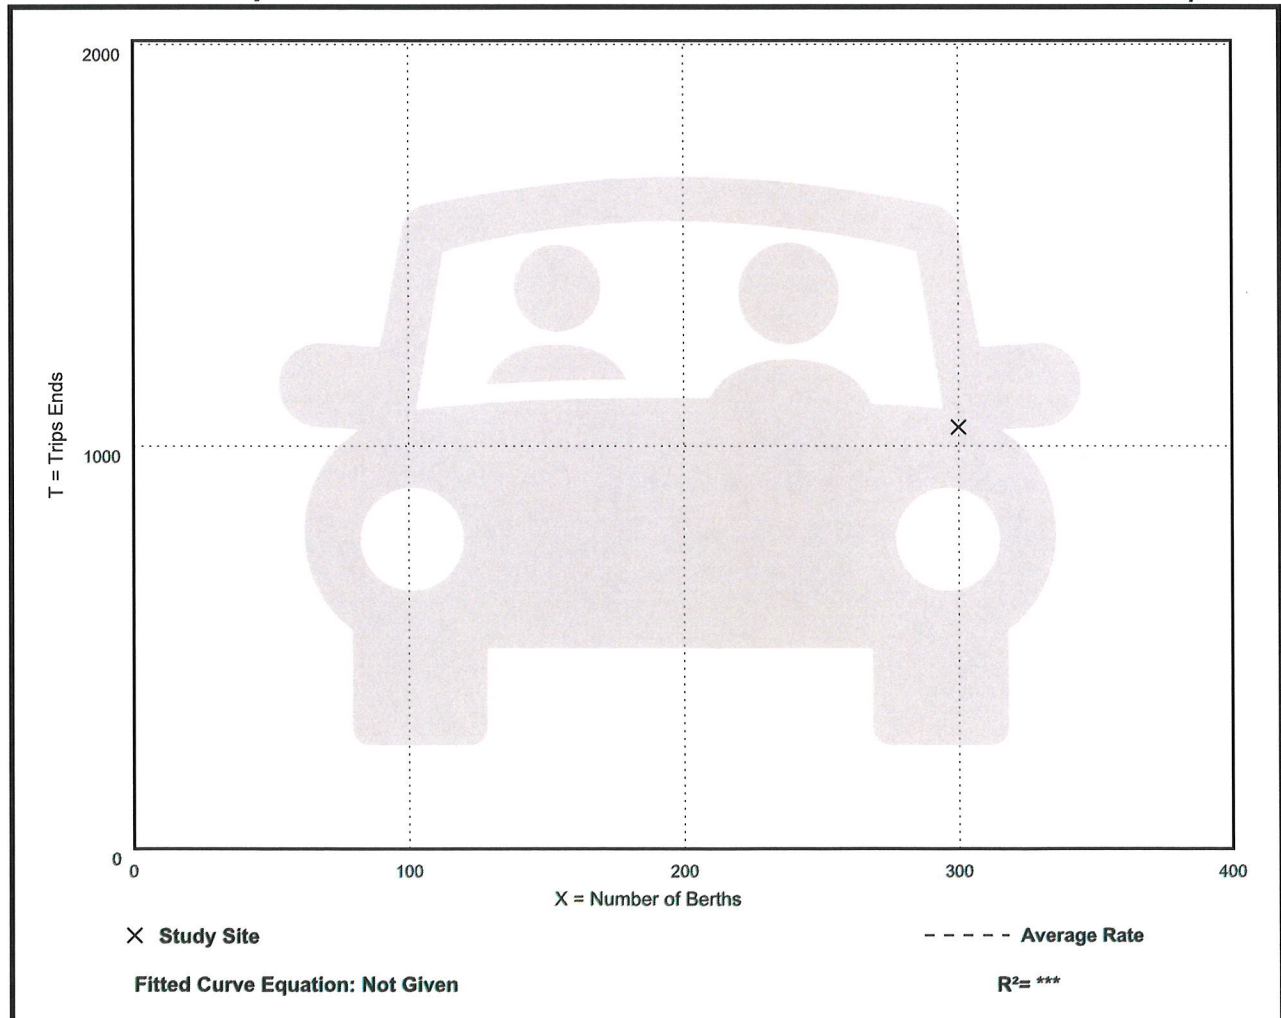 2000
T = Trips Ends
1000
0
0 100 200 300 400
X = Number of Berths
Study Site
Average Rate
Fitted Curve Equation: Not Given
R²= ***